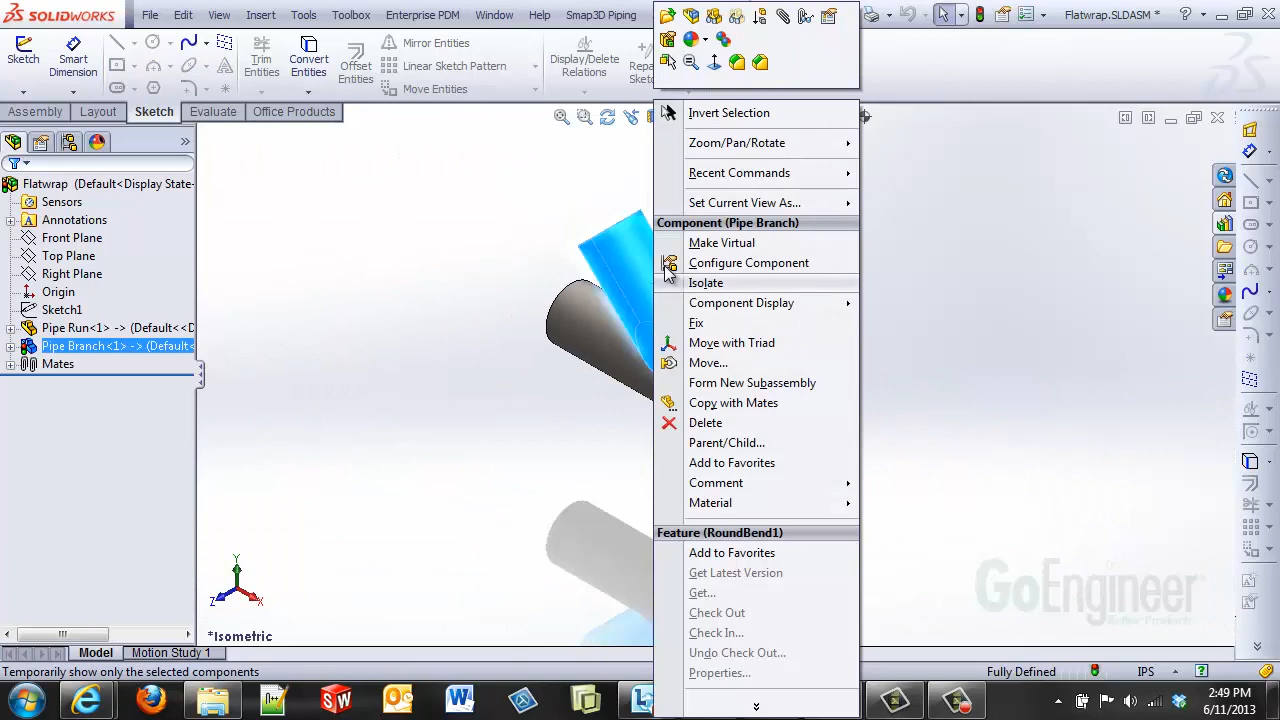 SOLIDWORKS
File Edit View Insert Tools Toolbox Enterprise PDM Window Help Smap3D Piping
Flatwrap.SLDASM *
Sketch
Smart Dimension
Trim Entities
Convert Entities
Offset Entities
Mirror Entities
Linear Sketch Pattern
Move Entities
Display/Delete Relations
Assembly Layout Sketch Evaluate Office Products
Flatwrap (Default<Display State-
Sensors
Annotations
Front Plane
Top Plane
Right Plane
Origin
Sketch1
Pipe Run<1> -> (Default<<D
Pipe Branch<1> -> (Default<
Mates
Invert Selection
Zoom/Pan/Rotate
Recent Commands
Set Current View As...
Component (Pipe Branch)
Make Virtual
Configure Component
Isolate
Component Display
Fix
Move with Triad
Move...
Form New Subassembly
Copy with Mates
Delete
Parent/Child...
Add to Favorites
Comment
Material
Feature (RoundBend1)
Add to Favorites
Get Latest Version
Get...
Check Out
Check In...
Undo Check Out...
Properties...
Y
Z
X
*Isometric
GoEngineer
Better Products
Model Motion Study 1
Temporarily show only the selected components
Fully Defined
IPS
2:49 PM
6/11/2013